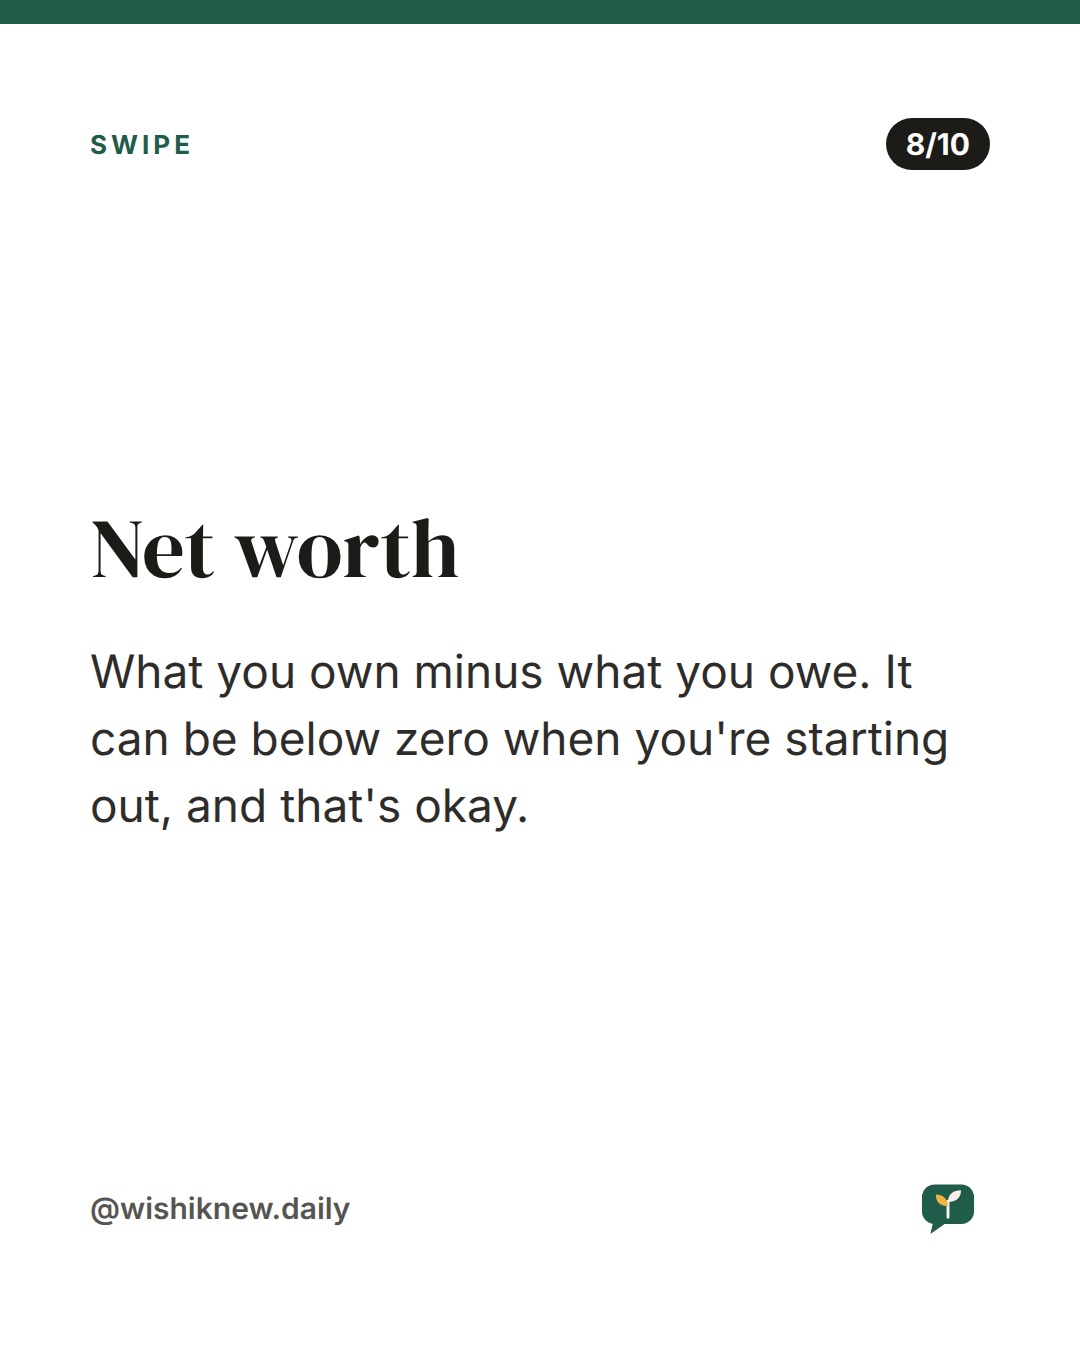 SWIPE
8/10
Net worth
What you own minus what you owe. It
can be below zero when you're starting
out, and that's okay.
@wishiknew.daily